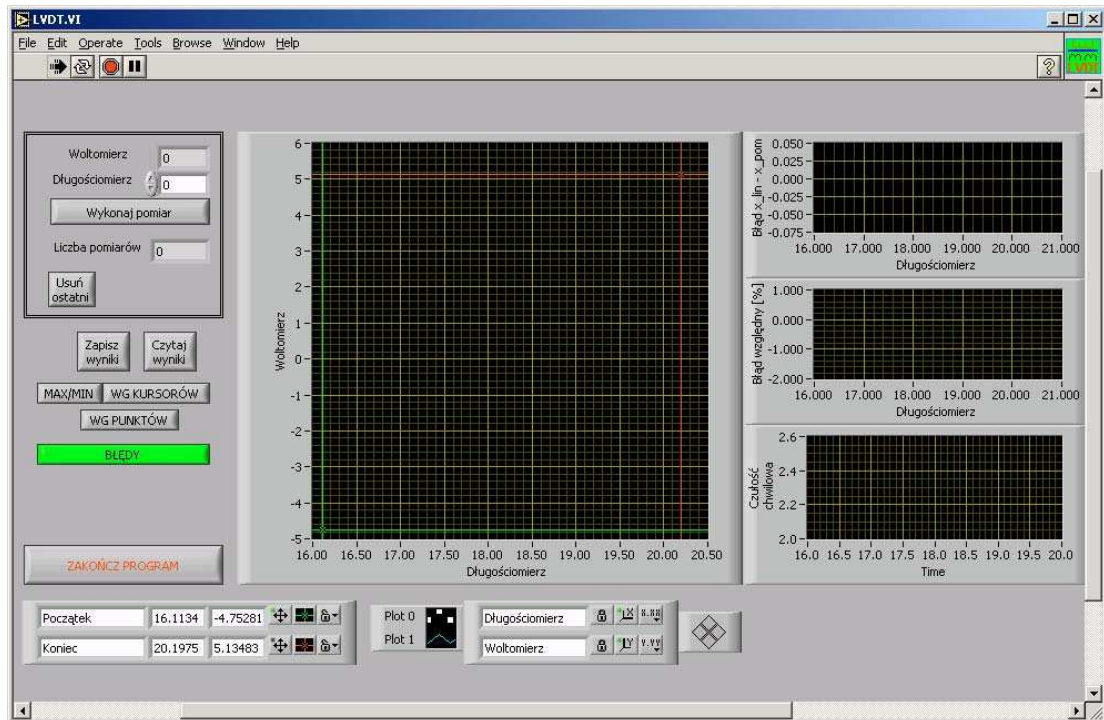 LVDT.VI
File Edit Operate Tools Browse Window Help
?
LVDT
Woltomierz 0
Długościomierz 0
Wykonaj pomiar
Liczba pomiarów 0
Usuń
ostatni
Zapisz
wyniki
Czytaj
wyniki
MAX/MIN WG KURSORÓW
WG PUNKTÓW
BŁĘDY
ZAKOŃCZ PROGRAM
Woltomierz
6
5
4
3
2
1
0
-1
-2
-3
-4
-5
16.00 16.50 17.00 17.50 18.00 18.50 19.00 19.50 20.00 20.50
Długościomierz
Błąd x_lin - x_pom
0.050
0.025
0.000
-0.025
-0.050
-0.075
16.000 17.000 18.000 19.000 20.000 21.000
Długościomierz
Błąd względny [%]
1.000
0.000
-1.000
-2.000
16.000 17.000 18.000 19.000 20.000 21.000
Długościomierz
Czułość
chwilowa
2.6
2.4
2.2
2.0
16.0 16.5 17.0 17.5 18.0 18.5 19.0 19.5 20.0
Time
Początek 16.1134 -4.75281
Koniec 20.1975 5.13483
Plot 0
Plot 1
Długościomierz X X.XX
Woltomierz Y Y.YY